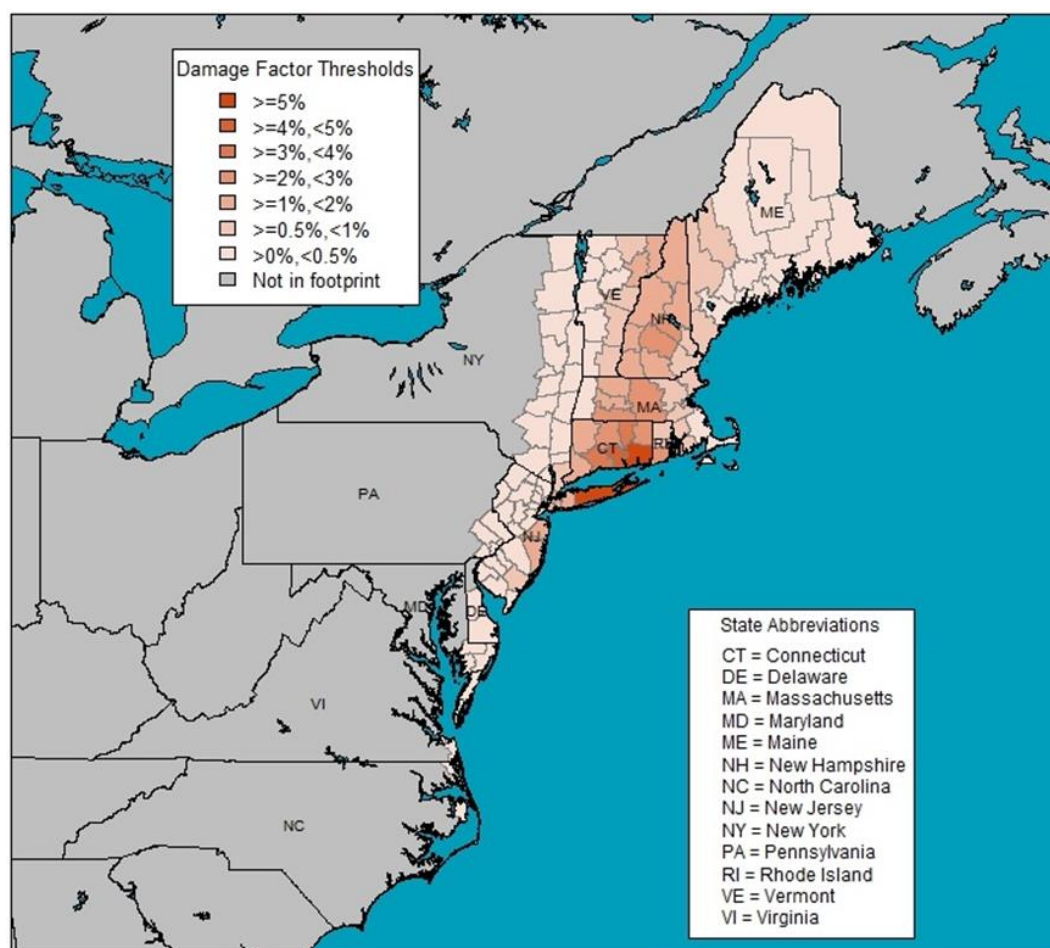 Damage Factor Thresholds
>=5%
>=4%,<5%
>=3%,<4%
>=2%,<3%
>=1%,<2%
>=0.5%,<1%
>0%,<0.5%
Not in footprint
ME
VE
NH
NY
MA
CT
RI
PA
NJ
MD
DE
VI
NC
State Abbreviations
CT = Connecticut
DE = Delaware
MA = Massachusetts
MD = Maryland
ME = Maine
NH = New Hampshire
NC = North Carolina
NJ = New Jersey
NY = New York
PA = Pennsylvania
RI = Rhode Island
VE = Vermont
VI = Virginia